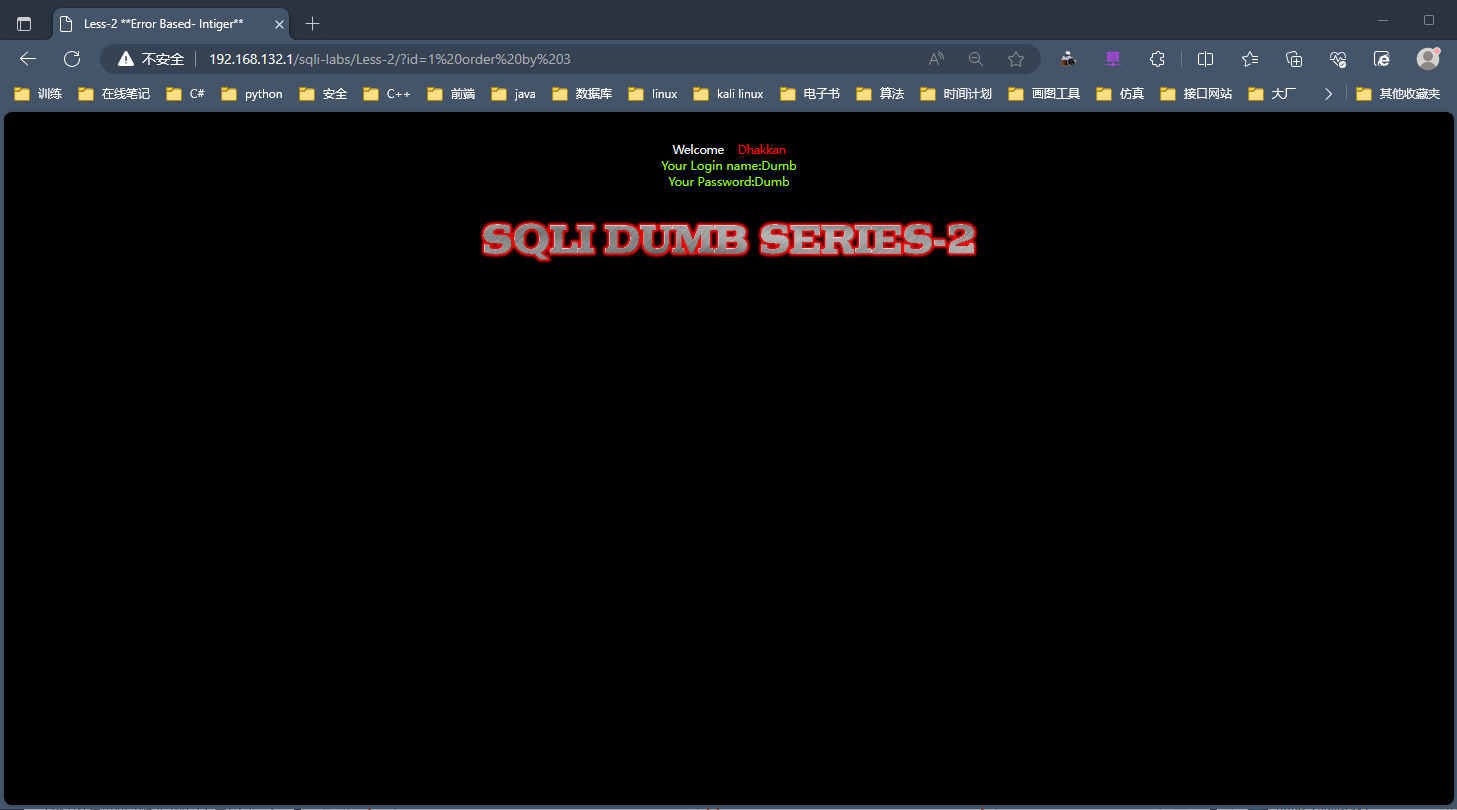 Less-2 **Error Based- Intiger**
不安全 192.168.132.1/sqli-labs/Less-2/?id=1%20order%20by%203
训练 在线笔记 C# python 安全 C++ 前端 java 数据库 linux kali linux 电子书 算法 时间计划 画图工具 仿真 接口网站 大厂 其他收藏夹
Welcome Dhakkan
Your Login name:Dumb
Your Password:Dumb
SQLI DUMB SERIES-2